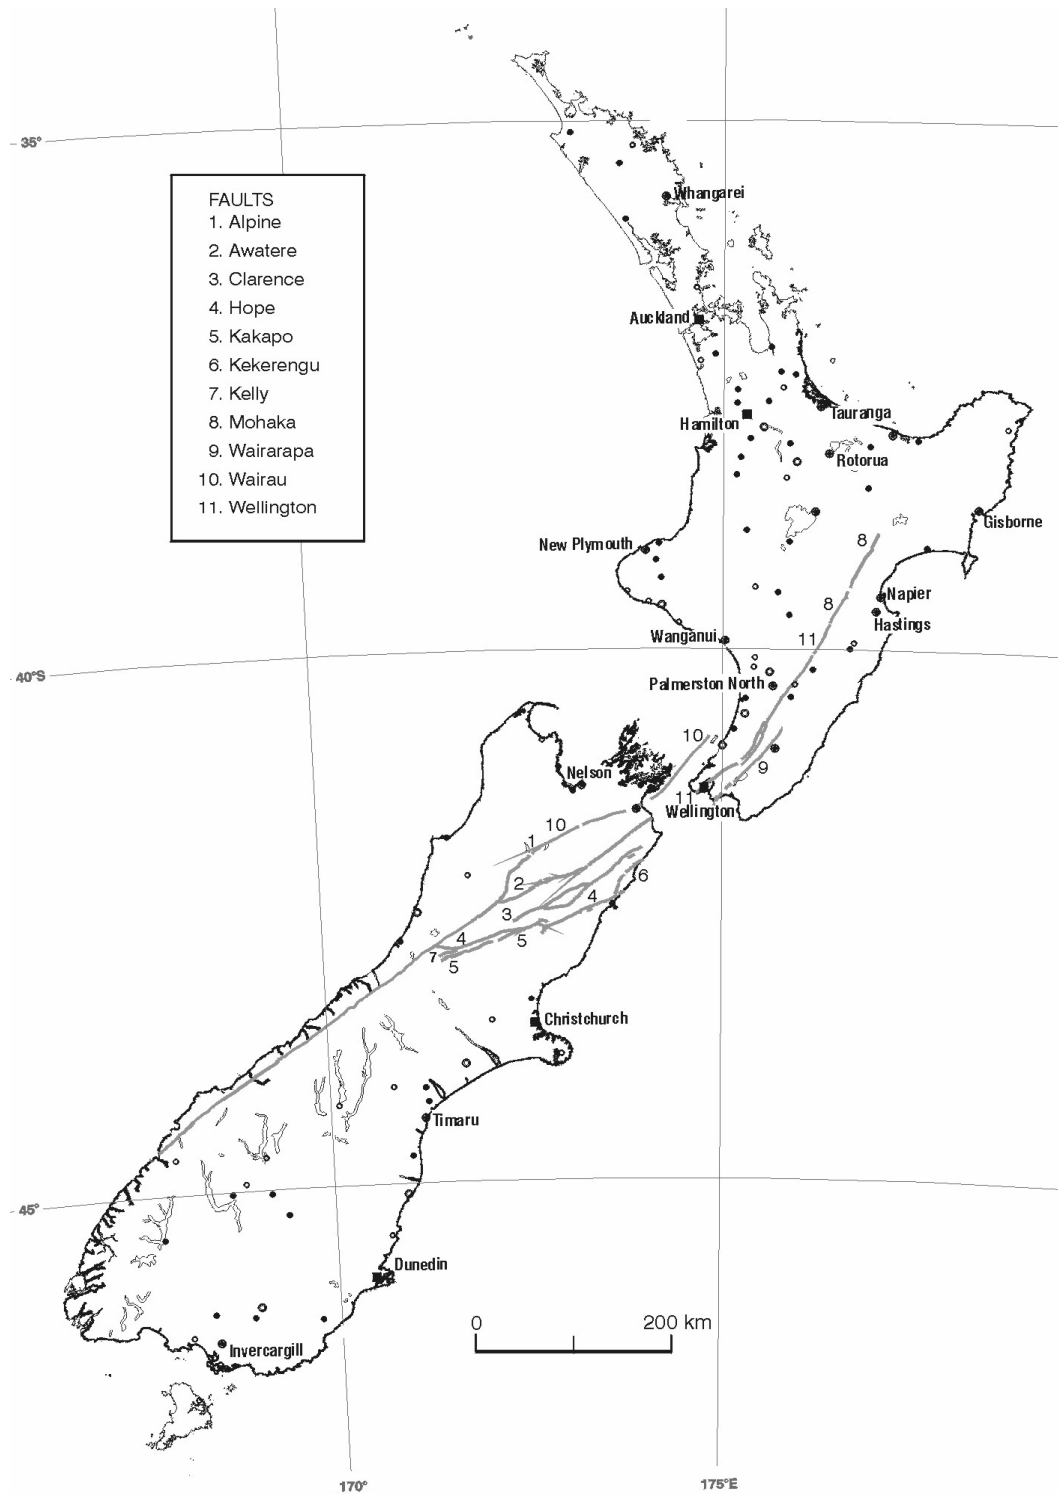 35°
Whangarei
FAULTS
1. Alpine
2. Awatere
3. Clarence
4. Hope
5. Kakapo
6. Kekerengu
7. Kelly
8. Mohaka
9. Wairarapa
10. Wairau
11. Wellington
Auckland
Tauranga
Hamilton
Rotorua
Gisborne
New Plymouth
8
Napier
8
Hastings
11
Wanganui
40°S
Palmerston North
10
9
Nelson
11
Wellington
10
1
2
6
4
3
4
5
7
5
Christchurch
Timaru
45°
Dunedin
0
200 km
Invercargill
170°
175°E